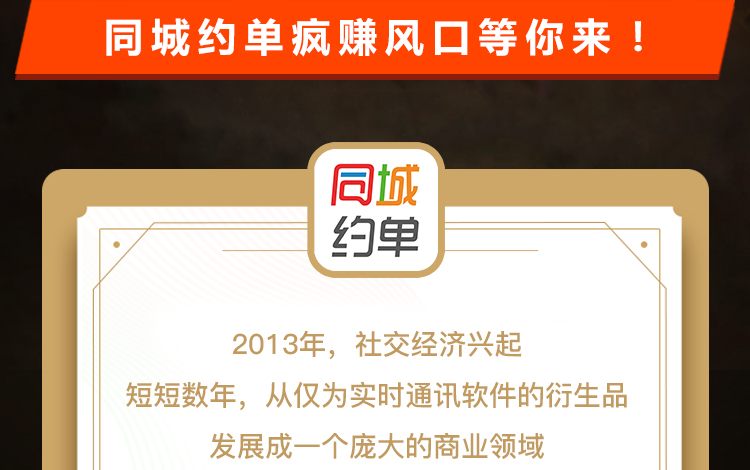 同城约单疯赚风口等你来！
同城
约单
2013年，社交经济兴起
短短数年，从仅为实时通讯软件的衍生品
发展成一个庞大的商业领域